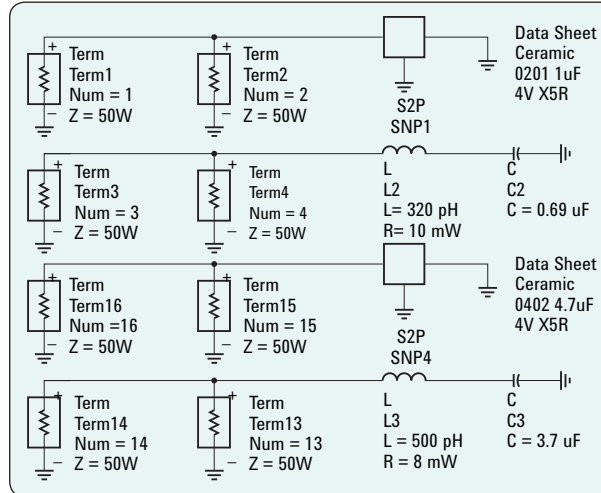 +
Term
Term1
Num = 1
Z = 50W
−
+
Term
Term2
Num = 2
Z = 50W
−
S2P
SNP1
Data Sheet
Ceramic
0201 1uF
4V X5R
+
Term
Term3
Num = 3
Z = 50W
−
+
Term
Term4
Num = 4
Z = 50W
−
L
L2
L= 320 pH
R= 10 mW
C
C2
C = 0.69 uF
+
Term
Term16
Num =16
Z = 50W
−
+
Term
Term15
Num = 15
Z = 50W
−
S2P
SNP4
Data Sheet
Ceramic
0402 4.7uF
4V X5R
+
Term
Term14
Num = 14
Z = 50W
−
+
Term
Term13
Num = 13
Z = 50W
−
L
L3
L = 500 pH
R = 8 mW
C
C3
C = 3.7 uF